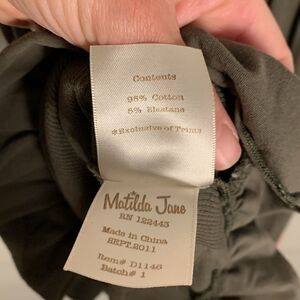 Contents
95% Cotton
5% Elastane
*Exclusive of Trims
Matilda Jane
RN 122443
Made in China
SEPT.2011
Item# D1146
Batch# 1